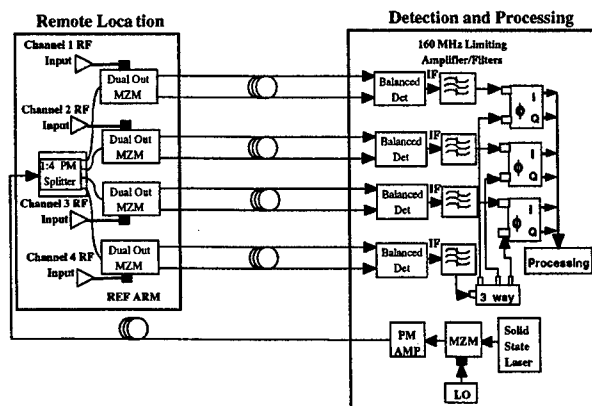 Remote Location
Detection and Processing
Channel 1 RF
Input
Dual Out
MZM
Channel 2 RF
Input
Dual Out
MZM
1:4 PM
Splitter
Dual Out
MZM
Channel 3 RF
Input
Channel 4 RF
Input
Dual Out
MZM
REF ARM
160 MHz Limiting
Amplifier/Filters
Balanced
Det
IF
Balanced
Det
IF
Balanced
Det
IF
Balanced
Det
IF
Φ
I
Q
Φ
I
Q
Φ
I
Q
3 way
Processing
PM
AMP
MZM
Solid
State
Laser
LO